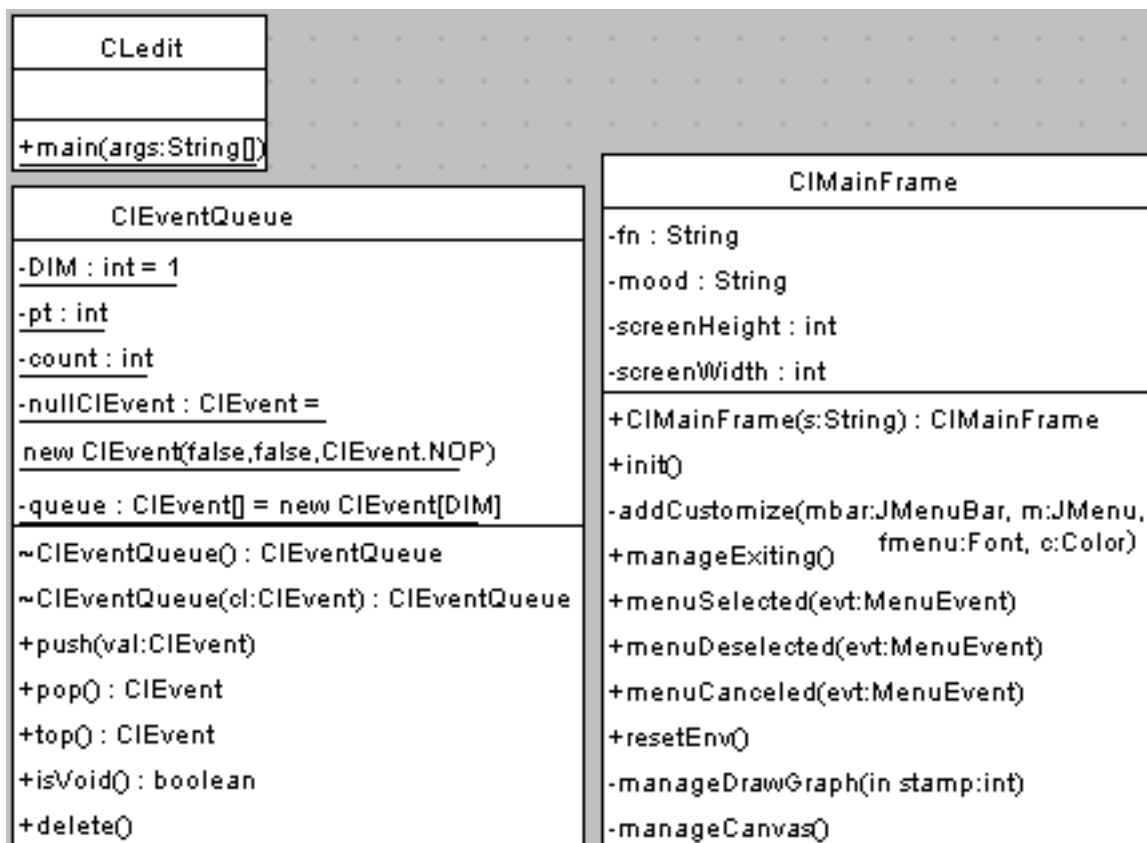 CLedit
+main(args:String[])
ClEventQueue
-DIM : int = 1
-pt : int
-count : int
-nullClEvent : ClEvent =
new ClEvent(false,false,ClEvent.NOP)
-queue : ClEvent[] = new ClEvent[DIM]
~ClEventQueue() : ClEventQueue
~ClEventQueue(cl:ClEvent) : ClEventQueue
+push(val:ClEvent)
+pop() : ClEvent
+top() : ClEvent
+isVoid() : boolean
+delete()
ClMainFrame
-fn : String
-mood : String
-screenHeight : int
-screenWidth : int
+ClMainFrame(s:String) : ClMainFrame
+init()
-addCustomize(mbar:JMenuBar, m:JMenu,
fmenu:Font, c:Color)
+manageExiting()
+menuSelected(evt:MenuEvent)
+menuDeselected(evt:MenuEvent)
+menuCanceled(evt:MenuEvent)
+resetEnv()
-manageDrawGraph(in stamp:int)
-manageCanvas()